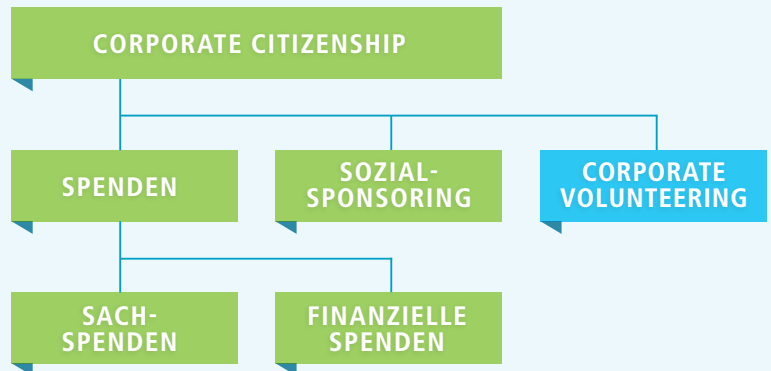 CORPORATE CITIZENSHIP
SPENDEN
SOZIAL-
SPONSORING
CORPORATE
VOLUNTEERING
SACH-
SPENDEN
FINANZIELLE
SPENDEN